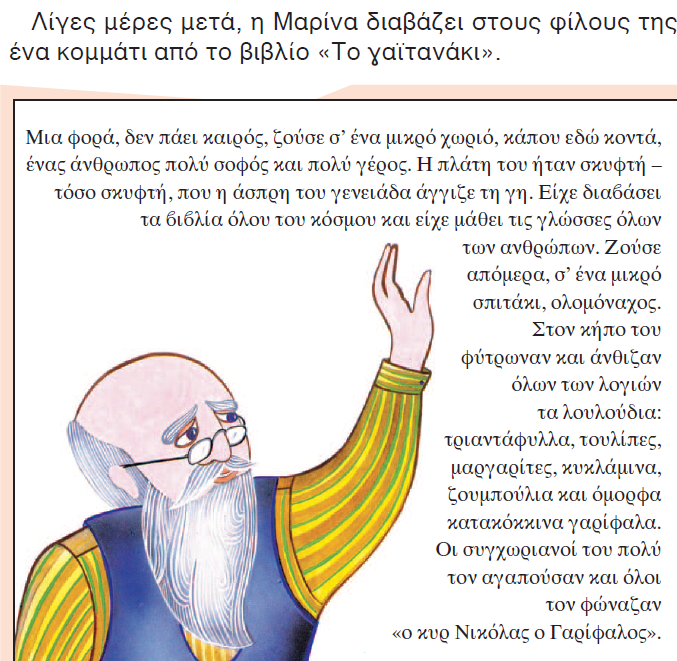 Λίγες μέρες μετά, η Μαρίνα διαβάζει στους φίλους της
ένα κομμάτι από το βιβλίο «Το γαϊτανάκι».
Μια φορά, δεν πάει καιρός, ζούσε σ’ ένα μικρό χωριό, κάπου εδώ κοντά,
ένας άνθρωπος πολύ σοφός και πολύ γέρος. Η πλάτη του ήταν σκυφτή –
τόσο σκυφτή, που η άσπρη του γενειάδα άγγιζε τη γη. Είχε διαβάσει
τα βιβλία όλου του κόσμου και είχε μάθει τις γλώσσες όλων
των ανθρώπων. Ζούσε
απόμερα, σ’ ένα μικρό
σπιτάκι, ολομόναχος.
Στον κήπο του
φύτρωναν και άνθιζαν
όλων των λογιών
τα λουλούδια:
τριαντάφυλλα, τουλίπες,
μαργαρίτες, κυκλάμινα,
ζουμπούλια και όμορφα
κατακόκκινα γαρίφαλα.
Οι συγχωριανοί του πολύ
τον αγαπούσαν και όλοι
τον φώναζαν
«ο κυρ Νικόλας ο Γαρίφαλος».